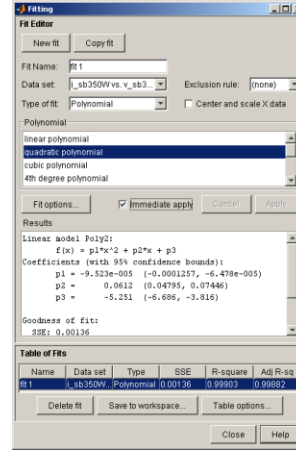 Fitting
Fit Editor
New fit Copy fit
Fit Name: fit 1
Data set: i_sb350W vs. v_sb3... Exclusion rule: (none)
Type of fit: Polynomial Center and scale X data
Polynomial
linear polynomial
quadratic polynomial
cubic polynomial
4th degree polynomial
Fit options... Immediate apply Cancel Apply
Results
Linear model Poly2:
f(x) = p1*x^2 + p2*x + p3
Coefficients (with 95% confidence bounds):
p1 = -9.523e-005 (-0.0001257, -6.478e-005)
p2 = 0.0612 (0.04795, 0.07446)
p3 = -5.251 (-6.686, -3.816)
Goodness of fit:
SSE: 0.00136
Table of Fits
Name Data set Type SSE R-square Adj R-sq
fit 1 i_sb350W... Polynomial 0.00136 0.99903 0.99882
Delete fit Save to workspace... Table options...
Close Help